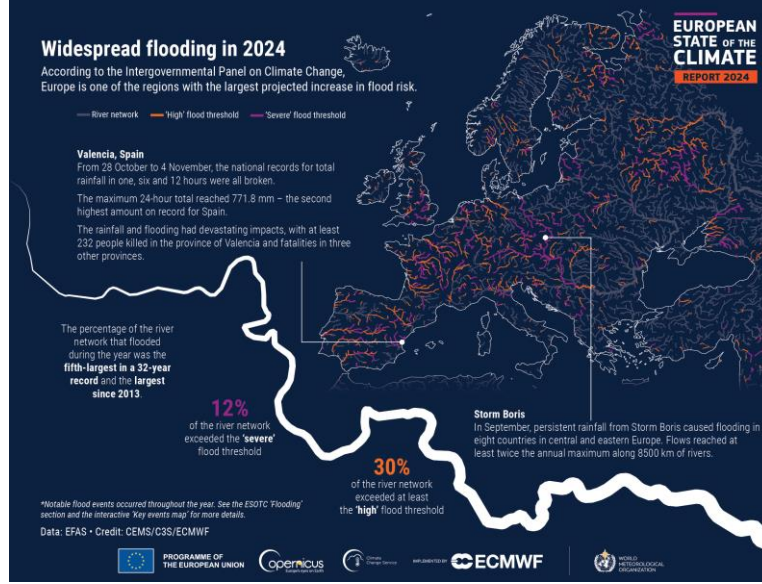 Widespread flooding in 2024
According to the Intergovernmental Panel on Climate Change,
Europe is one of the regions with the largest projected increase in flood risk.
River network
'High' flood threshold
'Severe' flood threshold
EUROPEAN
STATE OF THE
CLIMATE
REPORT 2024
Valencia, Spain
From 28 October to 4 November, the national records for total
rainfall in one, six and 12 hours were all broken.
The maximum 24-hour total reached 771.8 mm – the second
highest amount on record for Spain.
The rainfall and flooding had devastating impacts, with at least
232 people killed in the province of Valencia and fatalities in three
other provinces.
The percentage of the river
network that flooded
during the year was the
fifth-largest in a 32-year
record and the largest
since 2013.
12%
of the river network
exceeded the 'severe'
flood threshold
30%
of the river network
exceeded at least
the 'high' flood threshold
Storm Boris
In September, persistent rainfall from Storm Boris caused flooding in
eight countries in central and eastern Europe. Flows reached at
least twice the annual maximum along 8500 km of rivers.
*Notable flood events occurred throughout the year. See the ESOTC 'Flooding'
section and the interactive 'Key events map' for more details.
Data: EFAS • Credit: CEMS/C3S/ECMWF
PROGRAMME OF
THE EUROPEAN UNION
Copernicus
Europe's eyes on Earth
Climate
Change Service
IMPLEMENTED BY
ECMWF
WORLD
METEOROLOGICAL
ORGANIZATION